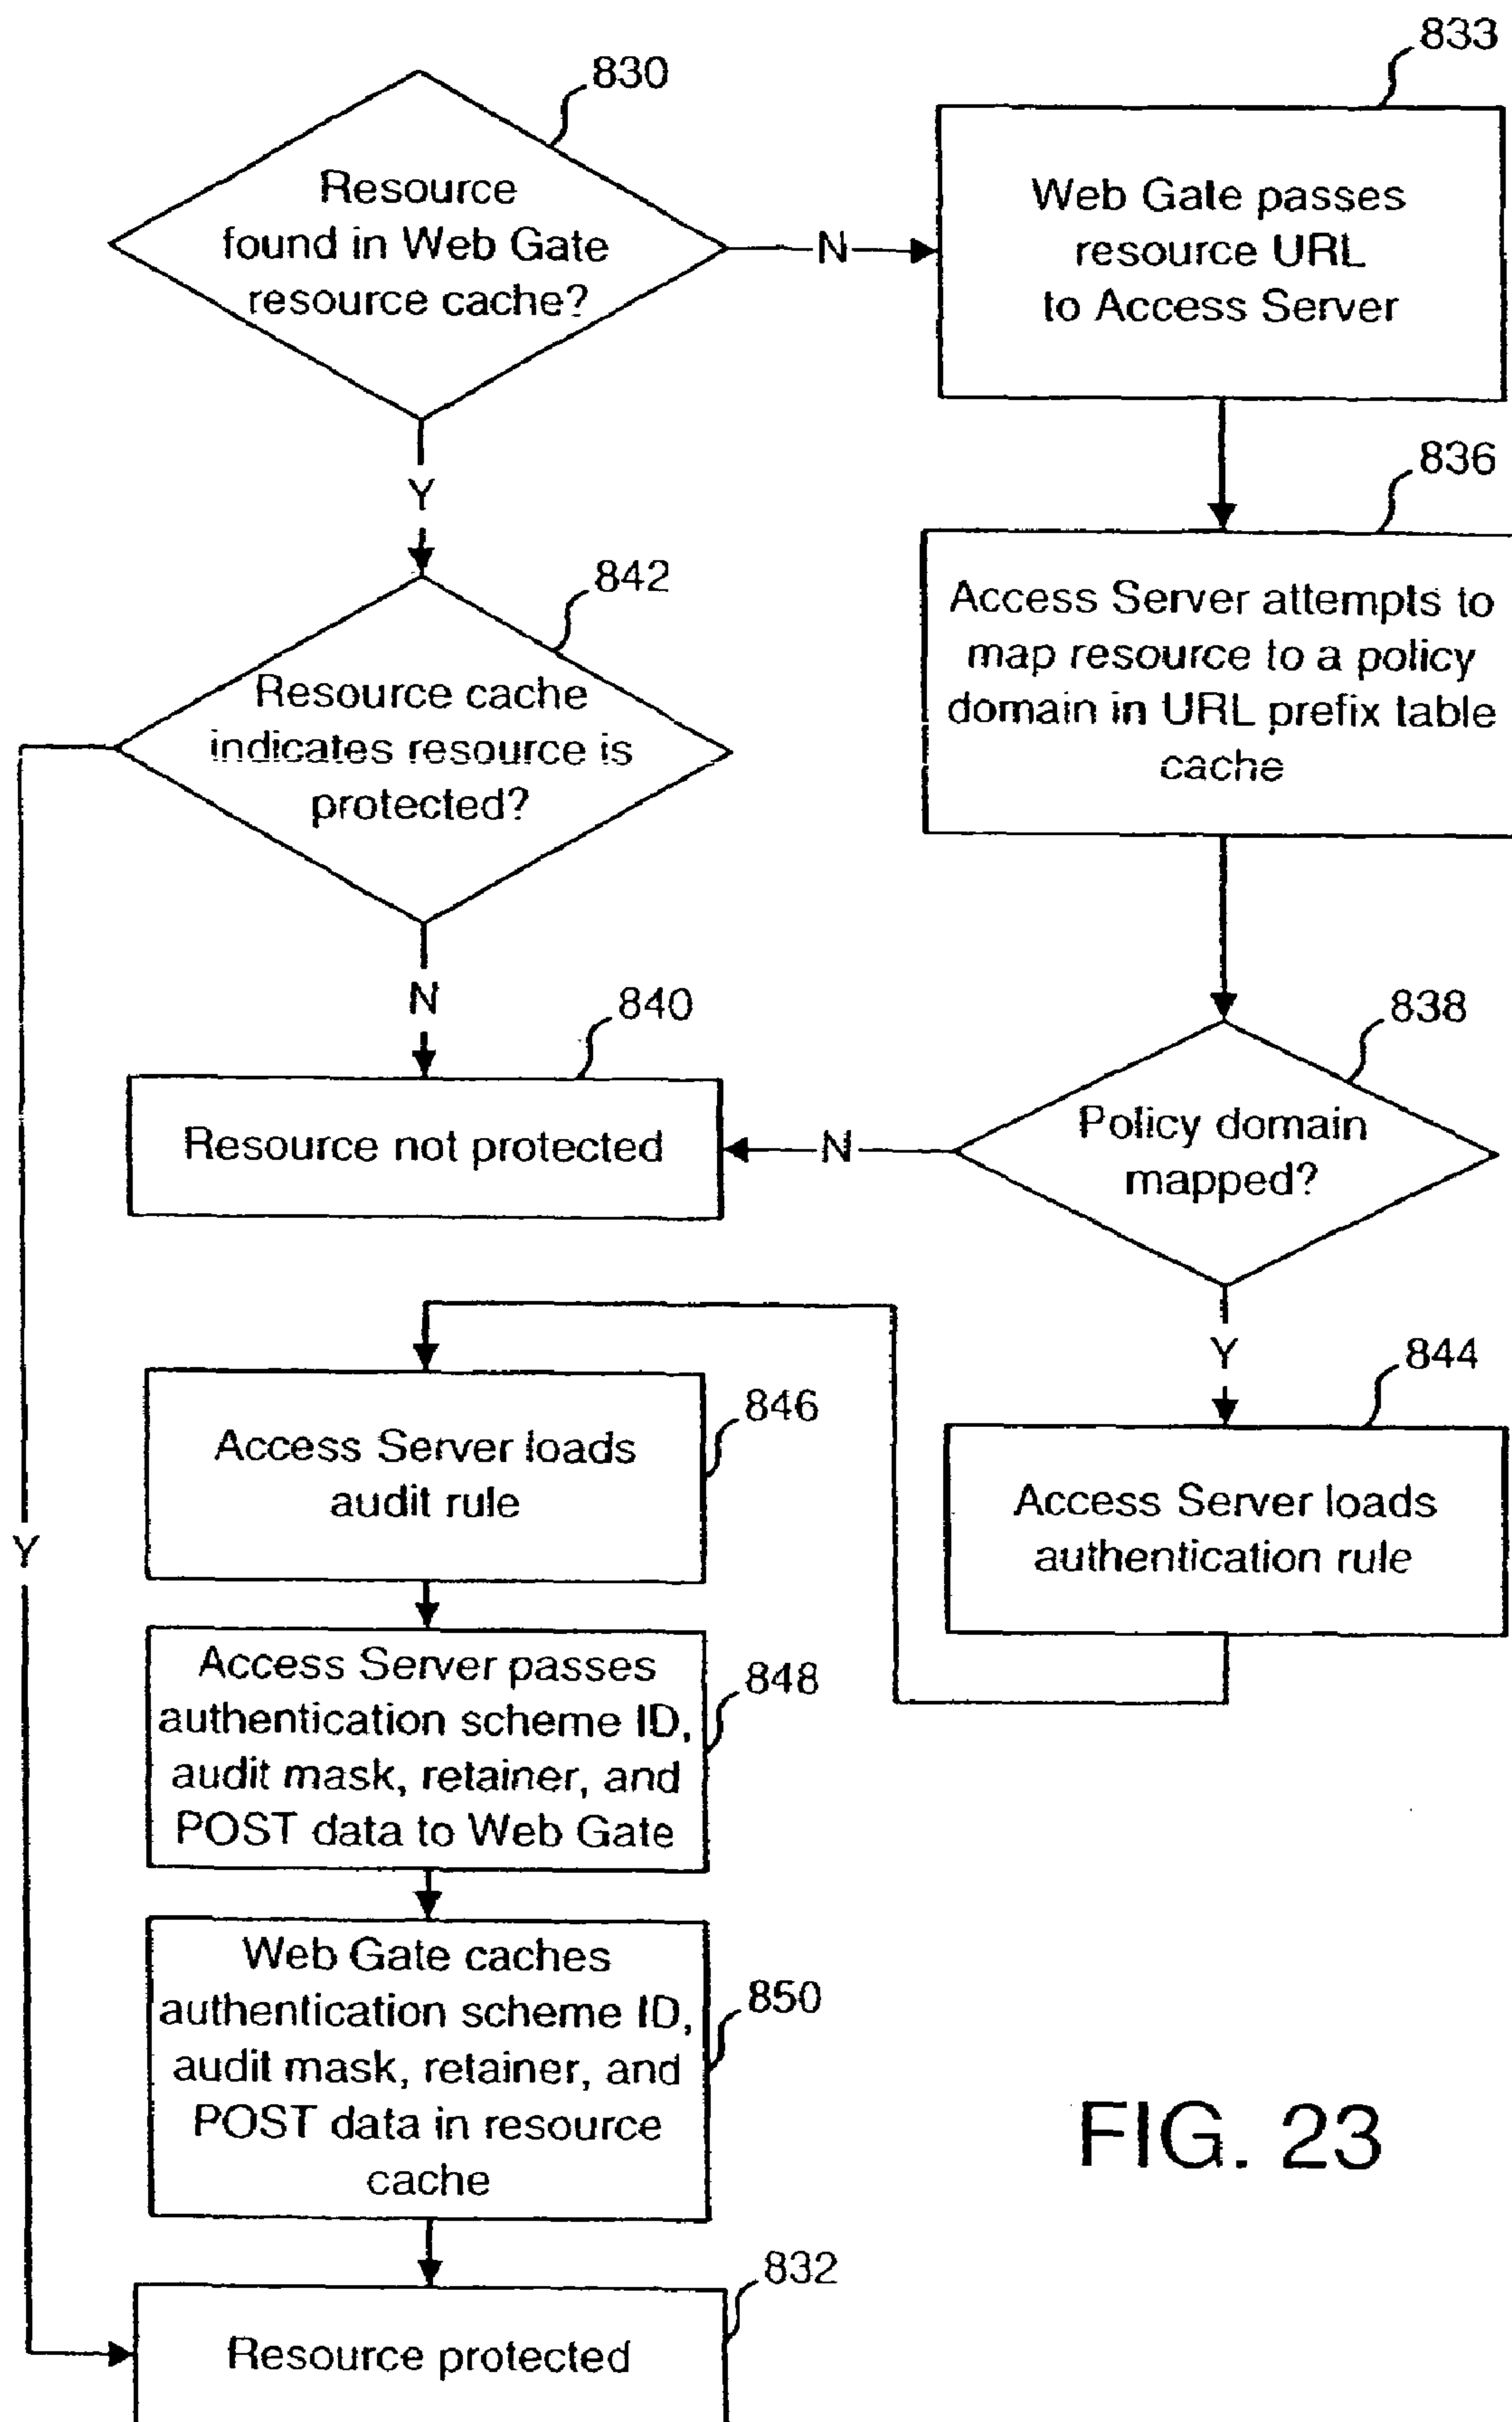 830
Resource
found in Web Gate
resource cache?
N
833
Web Gate passes
resource URL
to Access Server
Y
836
Access Server attempts to
map resource to a policy
domain in URL prefix table
cache
842
Resource cache
indicates resource is
protected?
N
840
Resource not protected
838
Policy domain
mapped?
N
Y
844
Access Server loads
authentication rule
846
Access Server loads
audit rule
Y
848
Access Server passes
authentication scheme ID,
audit mask, retainer, and
POST data to Web Gate
850
Web Gate caches
authentication scheme ID,
audit mask, retainer, and
POST data in resource
cache
832
Resource protected
FIG. 23